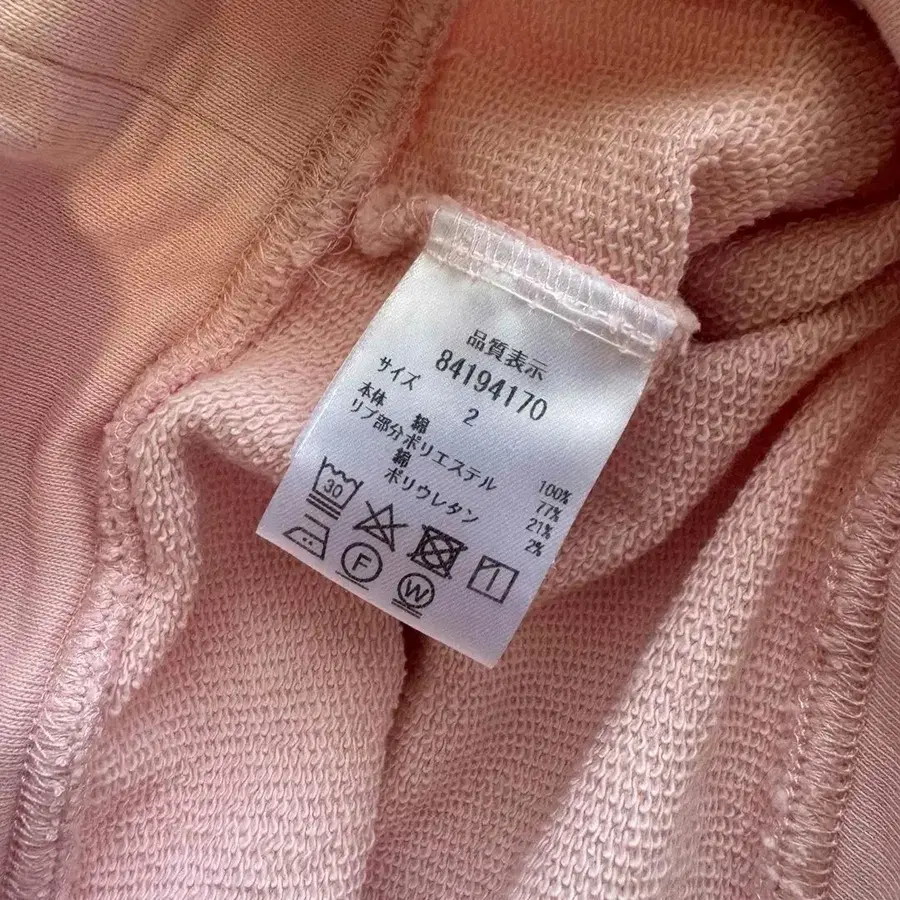 品質表示
84194170
サイズ 2
本体 綿 100%
リブ部分ポリエステル 77%
綿 21%
ポリウレタン 2%
30
F
W